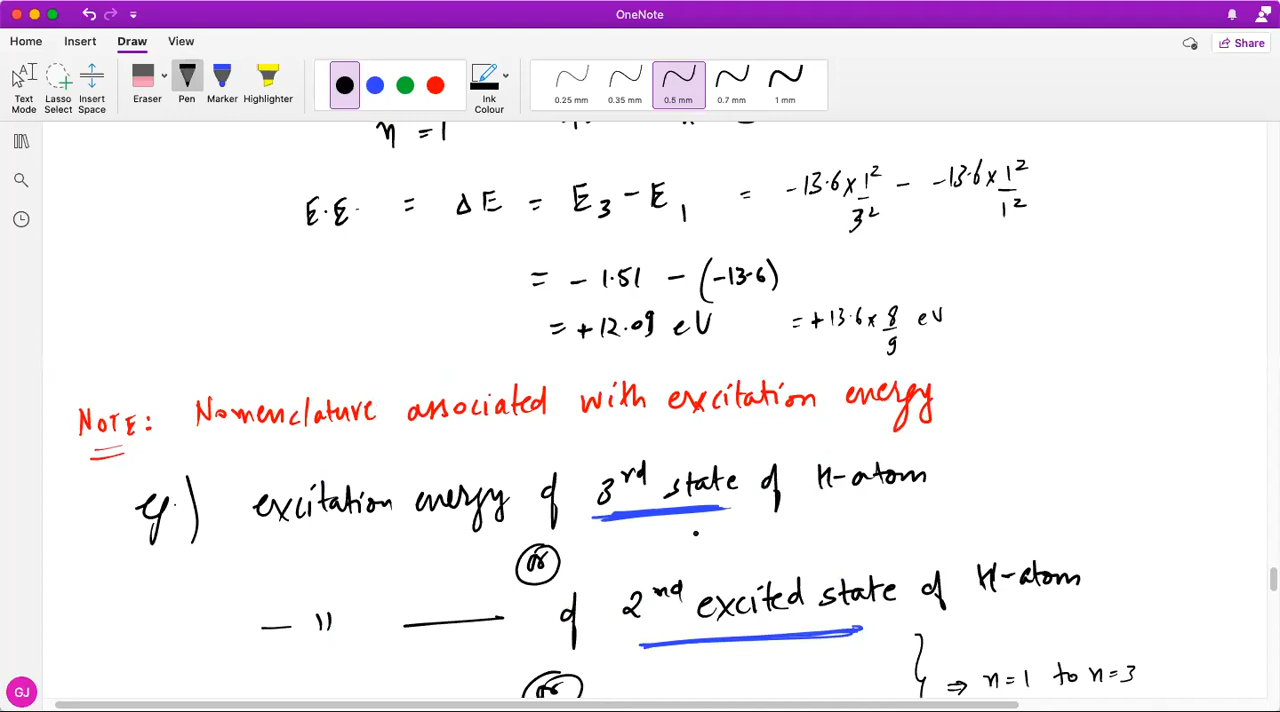 OneNote
Home Insert Draw View
Share
Text Mode
Lasso Select
Insert Space
Eraser
Pen
Marker
Highlighter
Ink Colour
0.25 mm
0.35 mm
0.5 mm
0.7 mm
1 mm
n = 1
E.E. = ΔE = E3 - E1 = -13.6 x 1²/3² - -13.6 x 1²/1²
= - 1.51 - (-13.6)
= + 12.09 eV = + 13.6 x 8/9 eV
NOTE: Nomenclature associated with excitation energy
eg.) excitation energy of 3rd state of H-atom
or
— " —— of 2nd excited state of H-atom
or
⇒ n=1 to n=3
GJ